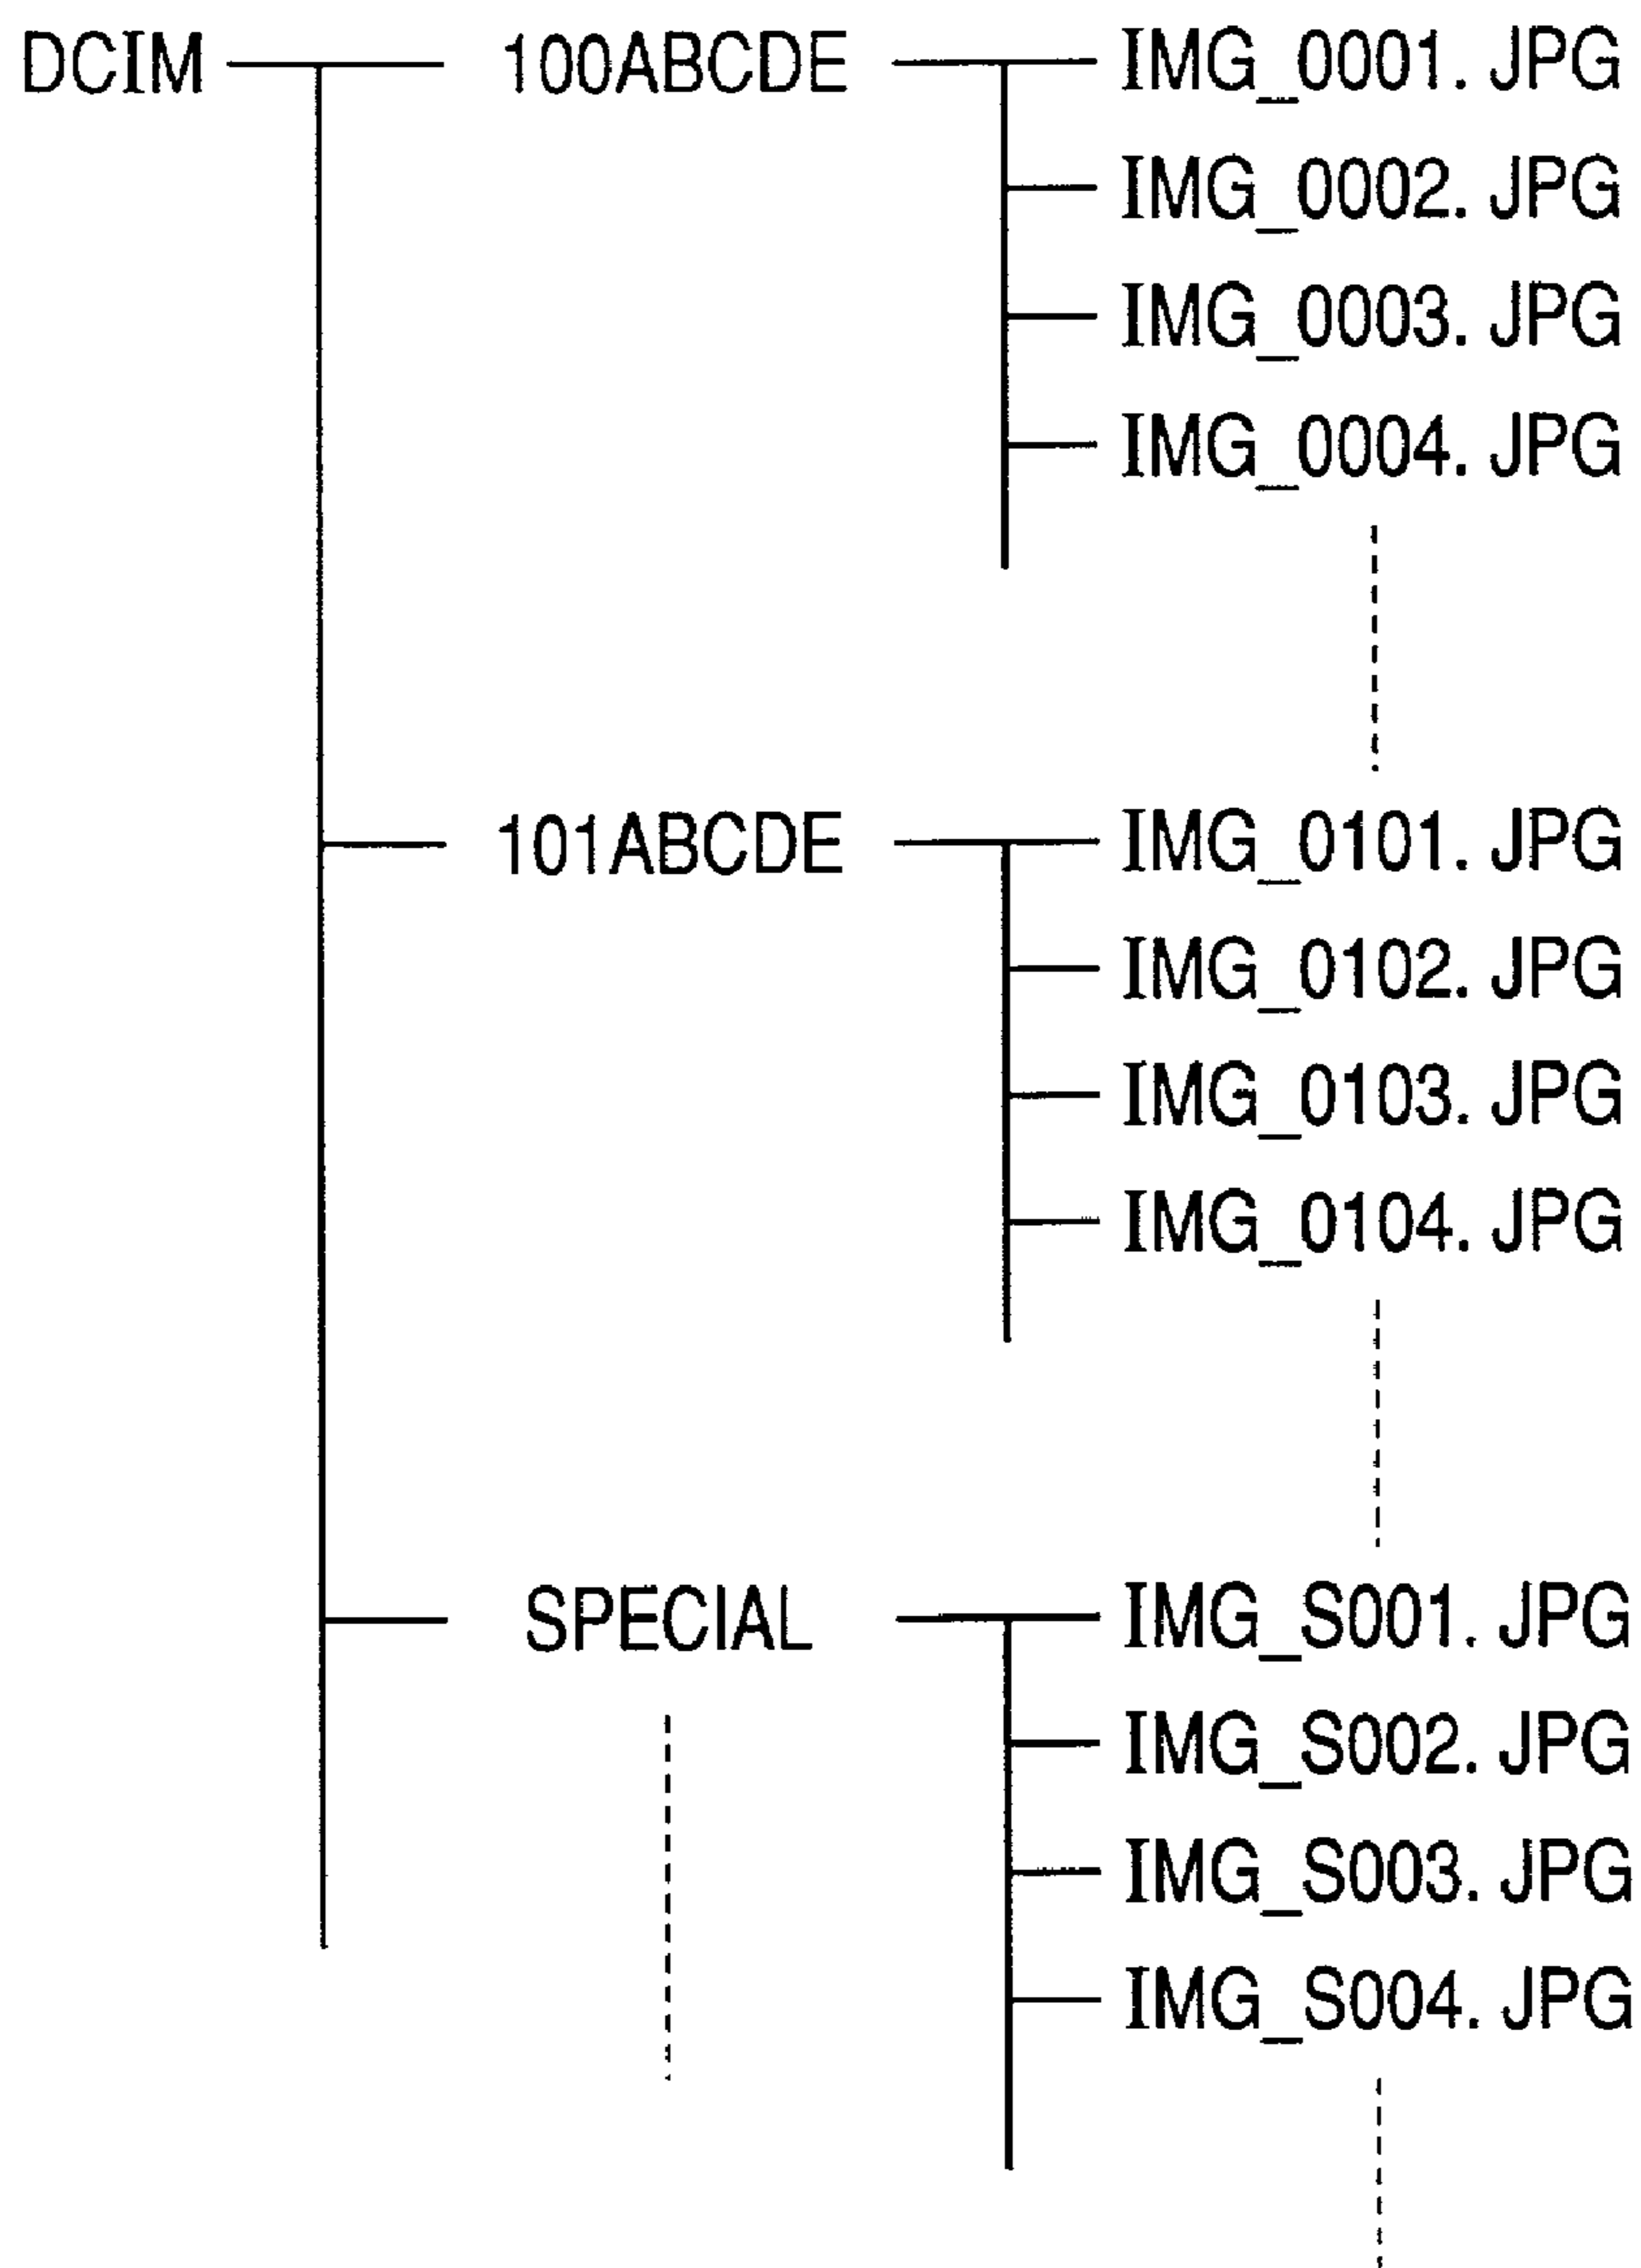 DCIM 100ABCDE IMG_0001. JPG
IMG_0002. JPG
IMG_0003. JPG
IMG_0004. JPG
101ABCDE IMG_0101. JPG
IMG_0102. JPG
IMG_0103. JPG
IMG_0104. JPG
SPECIAL IMG_S001. JPG
IMG_S002. JPG
IMG_S003. JPG
IMG_S004. JPG